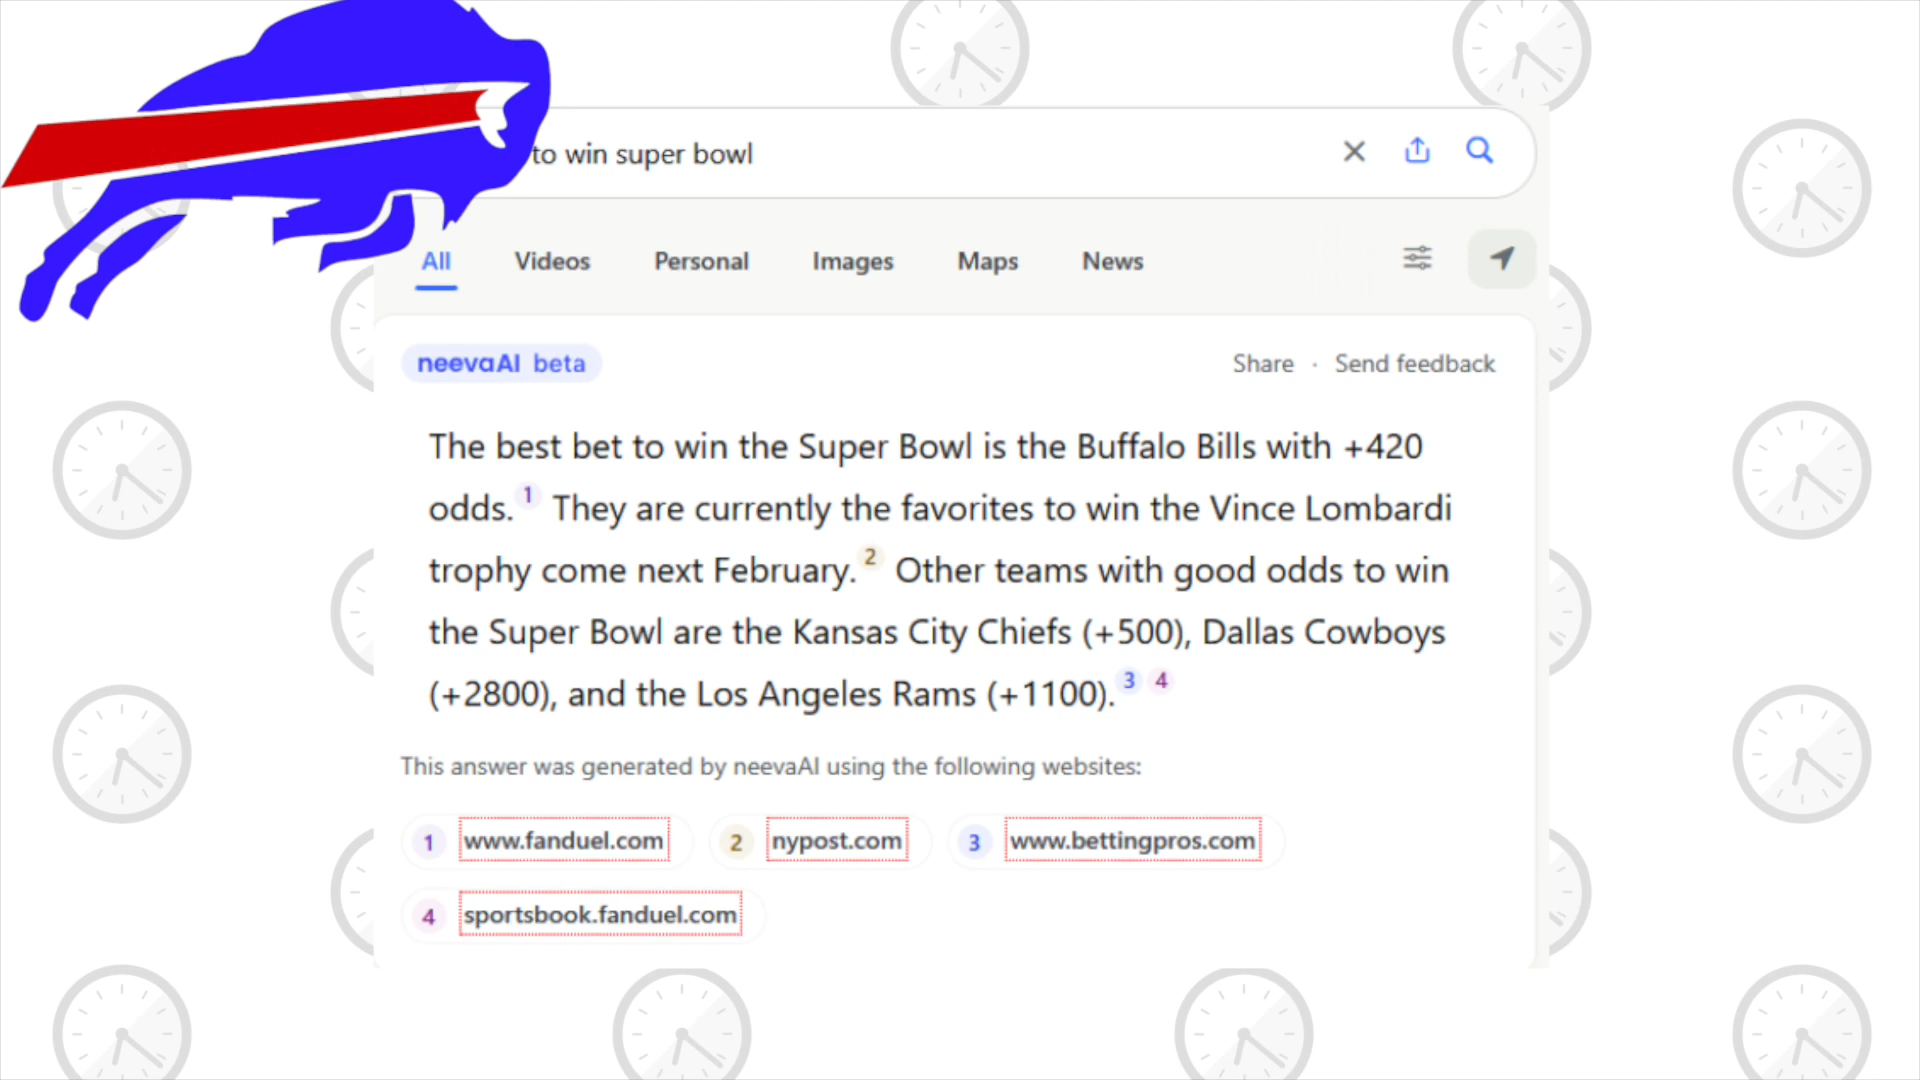 to win super bowl
All Videos Personal Images Maps News
neevaAI beta Share · Send feedback
The best bet to win the Super Bowl is the Buffalo Bills with +420
odds. 1 They are currently the favorites to win the Vince Lombardi
trophy come next February. 2 Other teams with good odds to win
the Super Bowl are the Kansas City Chiefs (+500), Dallas Cowboys
(+2800), and the Los Angeles Rams (+1100). 3 4
This answer was generated by neevaAI using the following websites:
1 www.fanduel.com 2 nypost.com 3 www.bettingpros.com
4 sportsbook.fanduel.com